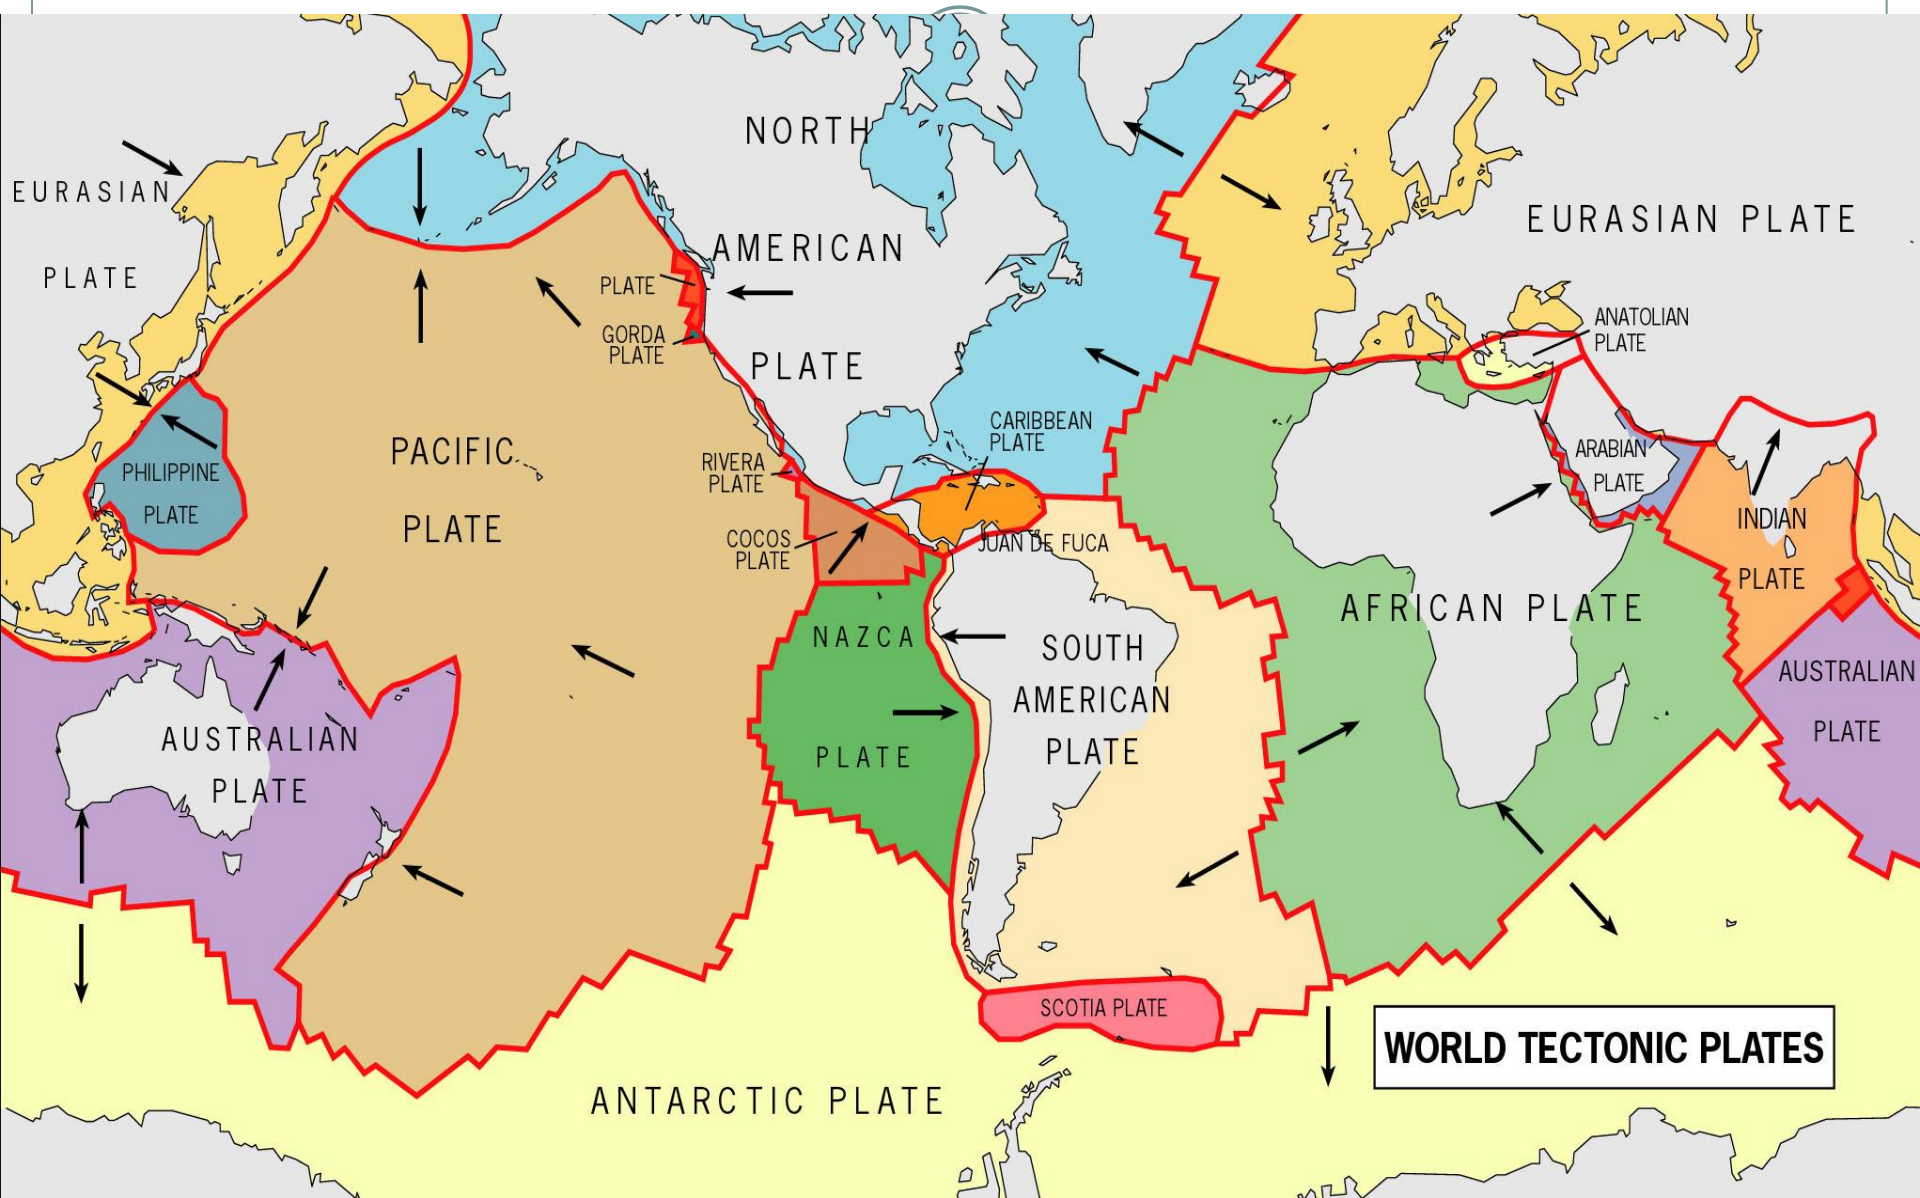 NORTH
AMERICAN
PLATE
EURASIAN
PLATE
EURASIAN PLATE
PLATE
GORDA
PLATE
ANATOLIAN
PLATE
CARIBBEAN
PLATE
PACIFIC
PLATE
PHILIPPINE
PLATE
RIVERA
PLATE
COCOS
PLATE
JUAN DE FUCA
ARABIAN
PLATE
INDIAN
PLATE
AFRICAN PLATE
NAZCA
PLATE
SOUTH
AMERICAN
PLATE
AUSTRALIAN
PLATE
AUSTRALIAN
PLATE
SCOTIA PLATE
ANTARCTIC PLATE
WORLD TECTONIC PLATES